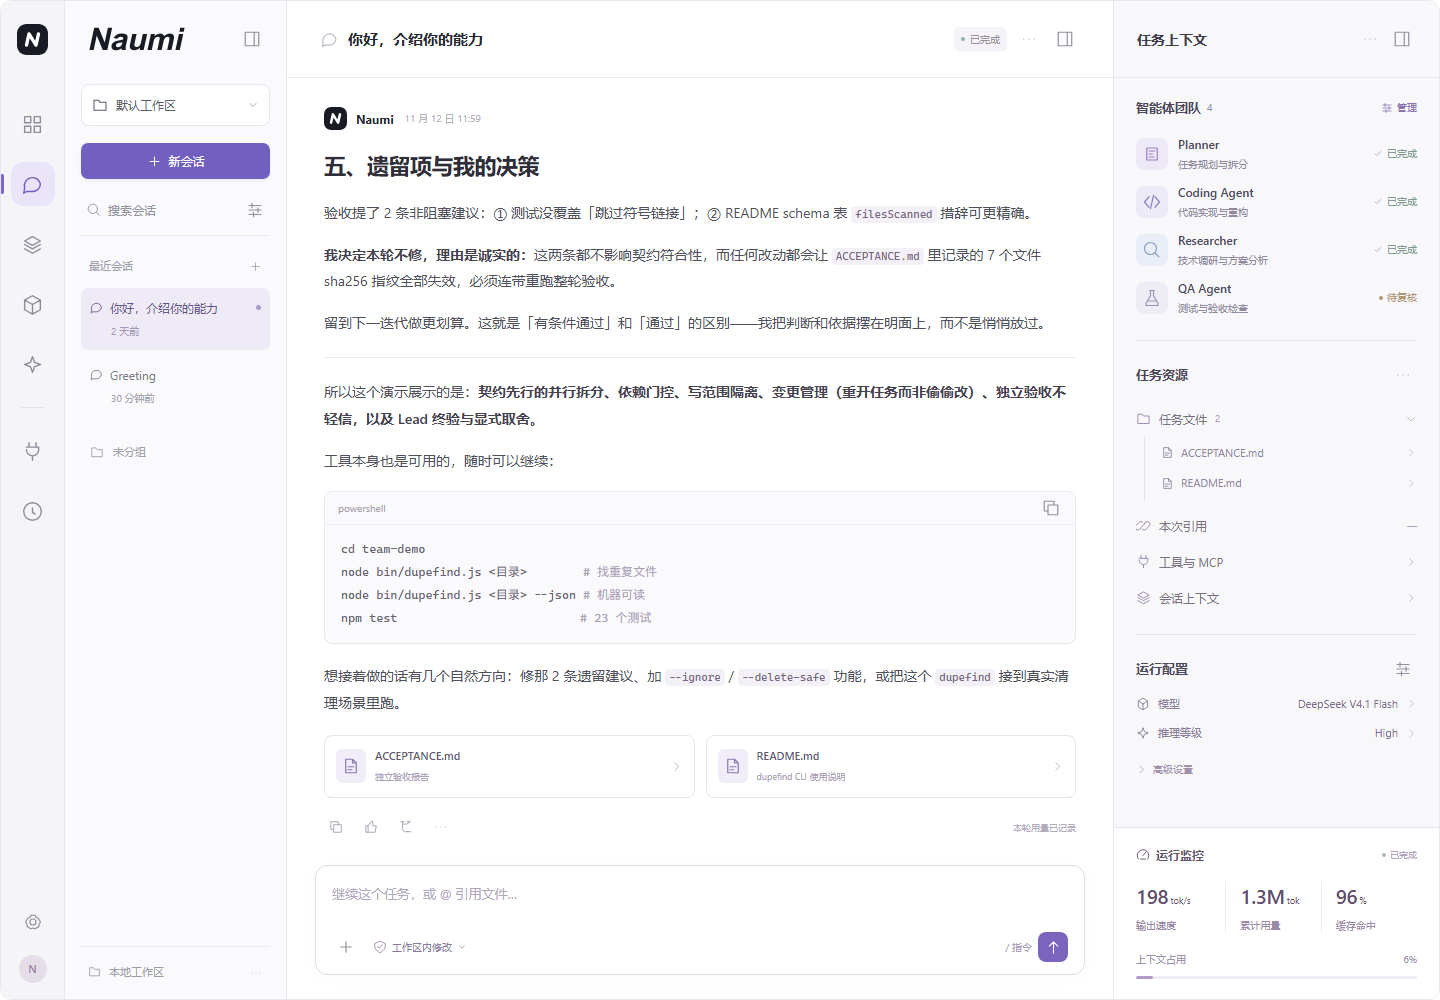 Naumi
默认工作区
+ 新会话
搜索会话
最近会话
你好，介绍你的能力
2 天前
Greeting
30 分钟前
未分组
本地工作区
N
你好，介绍你的能力
已完成
Naumi 11 月 12 日 11:59
五、遗留项与我的决策
验收提了 2 条非阻塞建议：① 测试没覆盖「跳过符号链接」；② README schema 表 filesScanned 措辞可更精确。
我决定本轮不修，理由是诚实的：这两条都不影响契约符合性，而任何改动都会让 ACCEPTANCE.md 里记录的 7 个文件
sha256 指纹全部失效，必须连带重跑整轮验收。
留到下一迭代做更划算。这就是「有条件通过」和「通过」的区别——我把判断和依据摆在明面上，而不是悄悄放过。
所以这个演示展示的是：契约先行的并行拆分、依赖门控、写范围隔离、变更管理（重开任务而非偷偷改）、独立验收不
轻信，以及 Lead 终验与显式取舍。
工具本身也是可用的，随时可以继续：
powershell
cd team-demo
node bin/dupefind.js <目录> # 找重复文件
node bin/dupefind.js <目录> --json # 机器可读
npm test # 23 个测试
想接着做的话有几个自然方向：修那 2 条遗留建议、加 --ignore / --delete-safe 功能，或把这个 dupefind 接到真实清
理场景里跑。
ACCEPTANCE.md
独立验收报告
README.md
dupefind CLI 使用说明
本轮用量已记录
继续这个任务，或 @ 引用文件...
工作区内修改
/ 指令
任务上下文
智能体团队 4
管理
Planner
任务规划与拆分
已完成
Coding Agent
代码实现与重构
已完成
Researcher
技术调研与方案分析
已完成
QA Agent
测试与验收检查
待复核
任务资源
任务文件 2
ACCEPTANCE.md
README.md
本次引用
工具与 MCP
会话上下文
运行配置
模型 DeepSeek V4.1 Flash
推理等级 High
高级设置
运行监控
已完成
198 tok/s
输出速度
1.3M tok
累计用量
96 %
缓存命中
上下文占用 6%